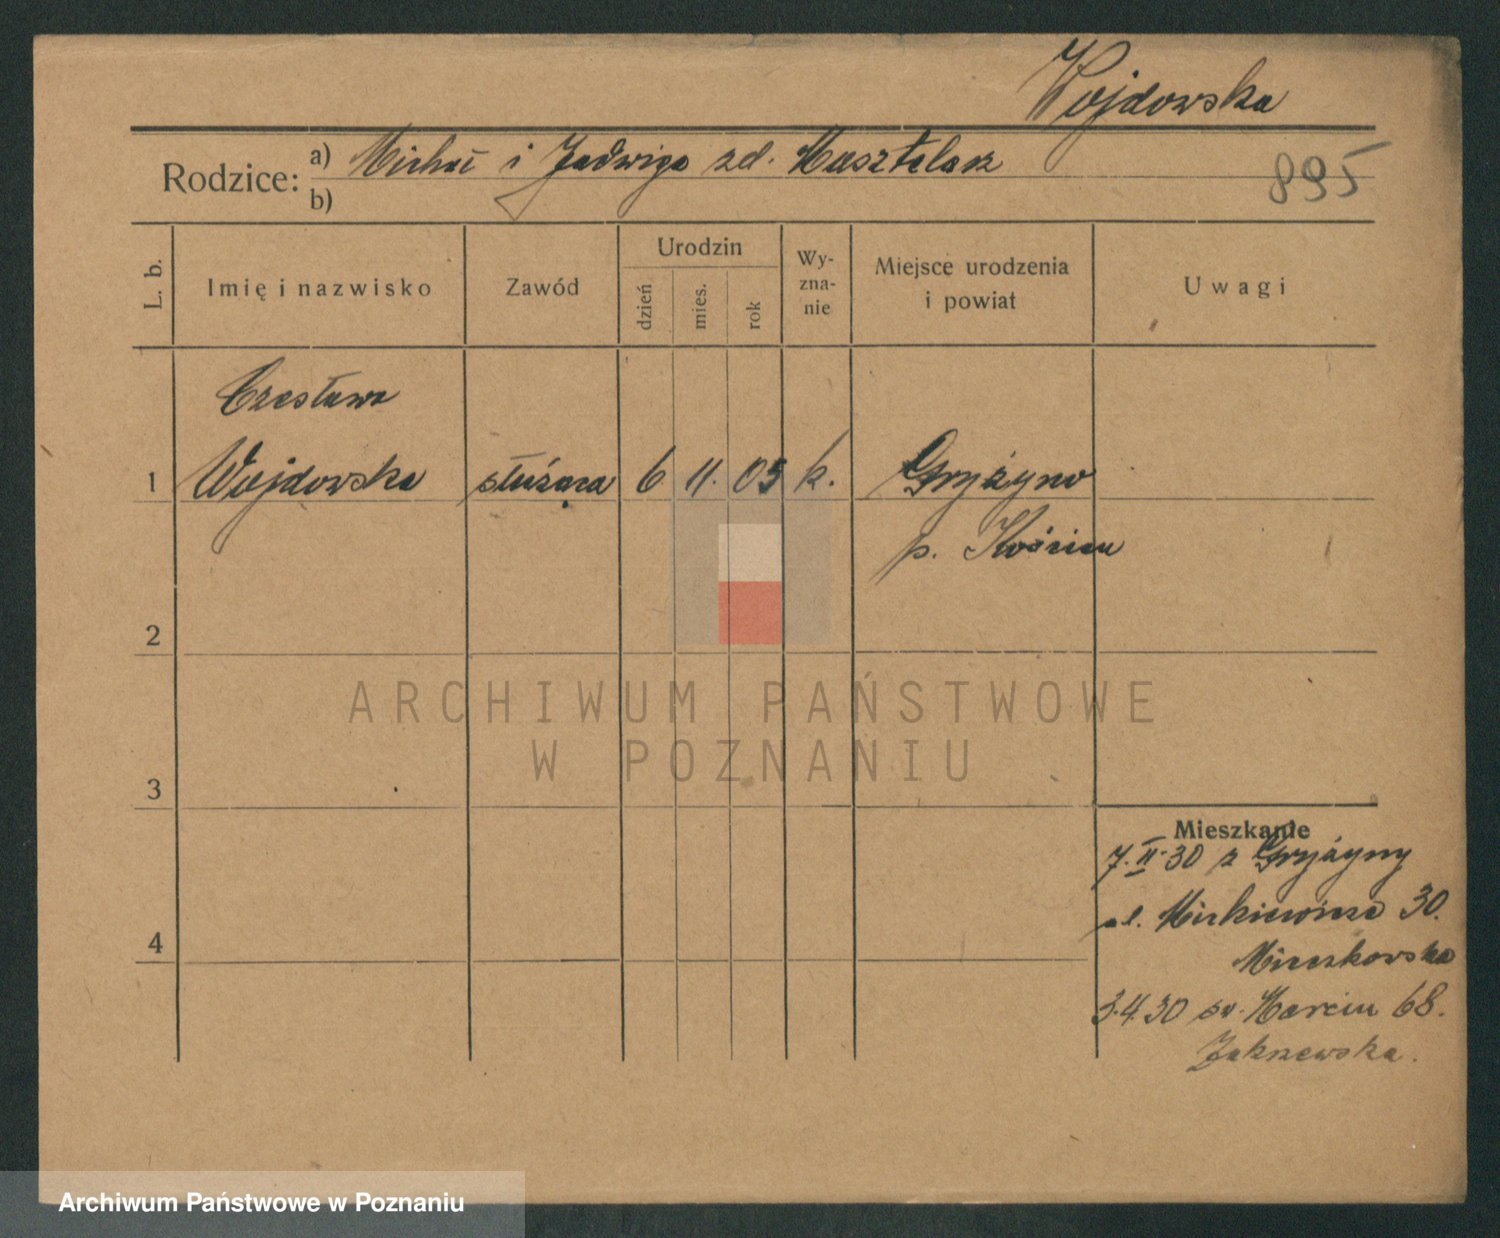 Wojdowska
Rodzice: a) Michał i Jadwiga zd. Masztalarz
b)
895
L. b.
Imię i nazwisko
Zawód
Urodzin
dzień
mies.
rok
Wy-
zna-
nie
Miejsce urodzenia
i powiat
Uwagi
Czesława
1 Wojdowska służąca 6 11. 05 k. Gryżyno
p. Kościan
2
ARCHIWUM PAŃSTWOWE
W POZNANIU
3
Mieszkanie
7.II.30 z Gryżyny
ul. Mickiewicza 30.
4
Mieszkowska
3.4.30 św. Marcin 68.
Archiwum Państwowe w Poznaniu